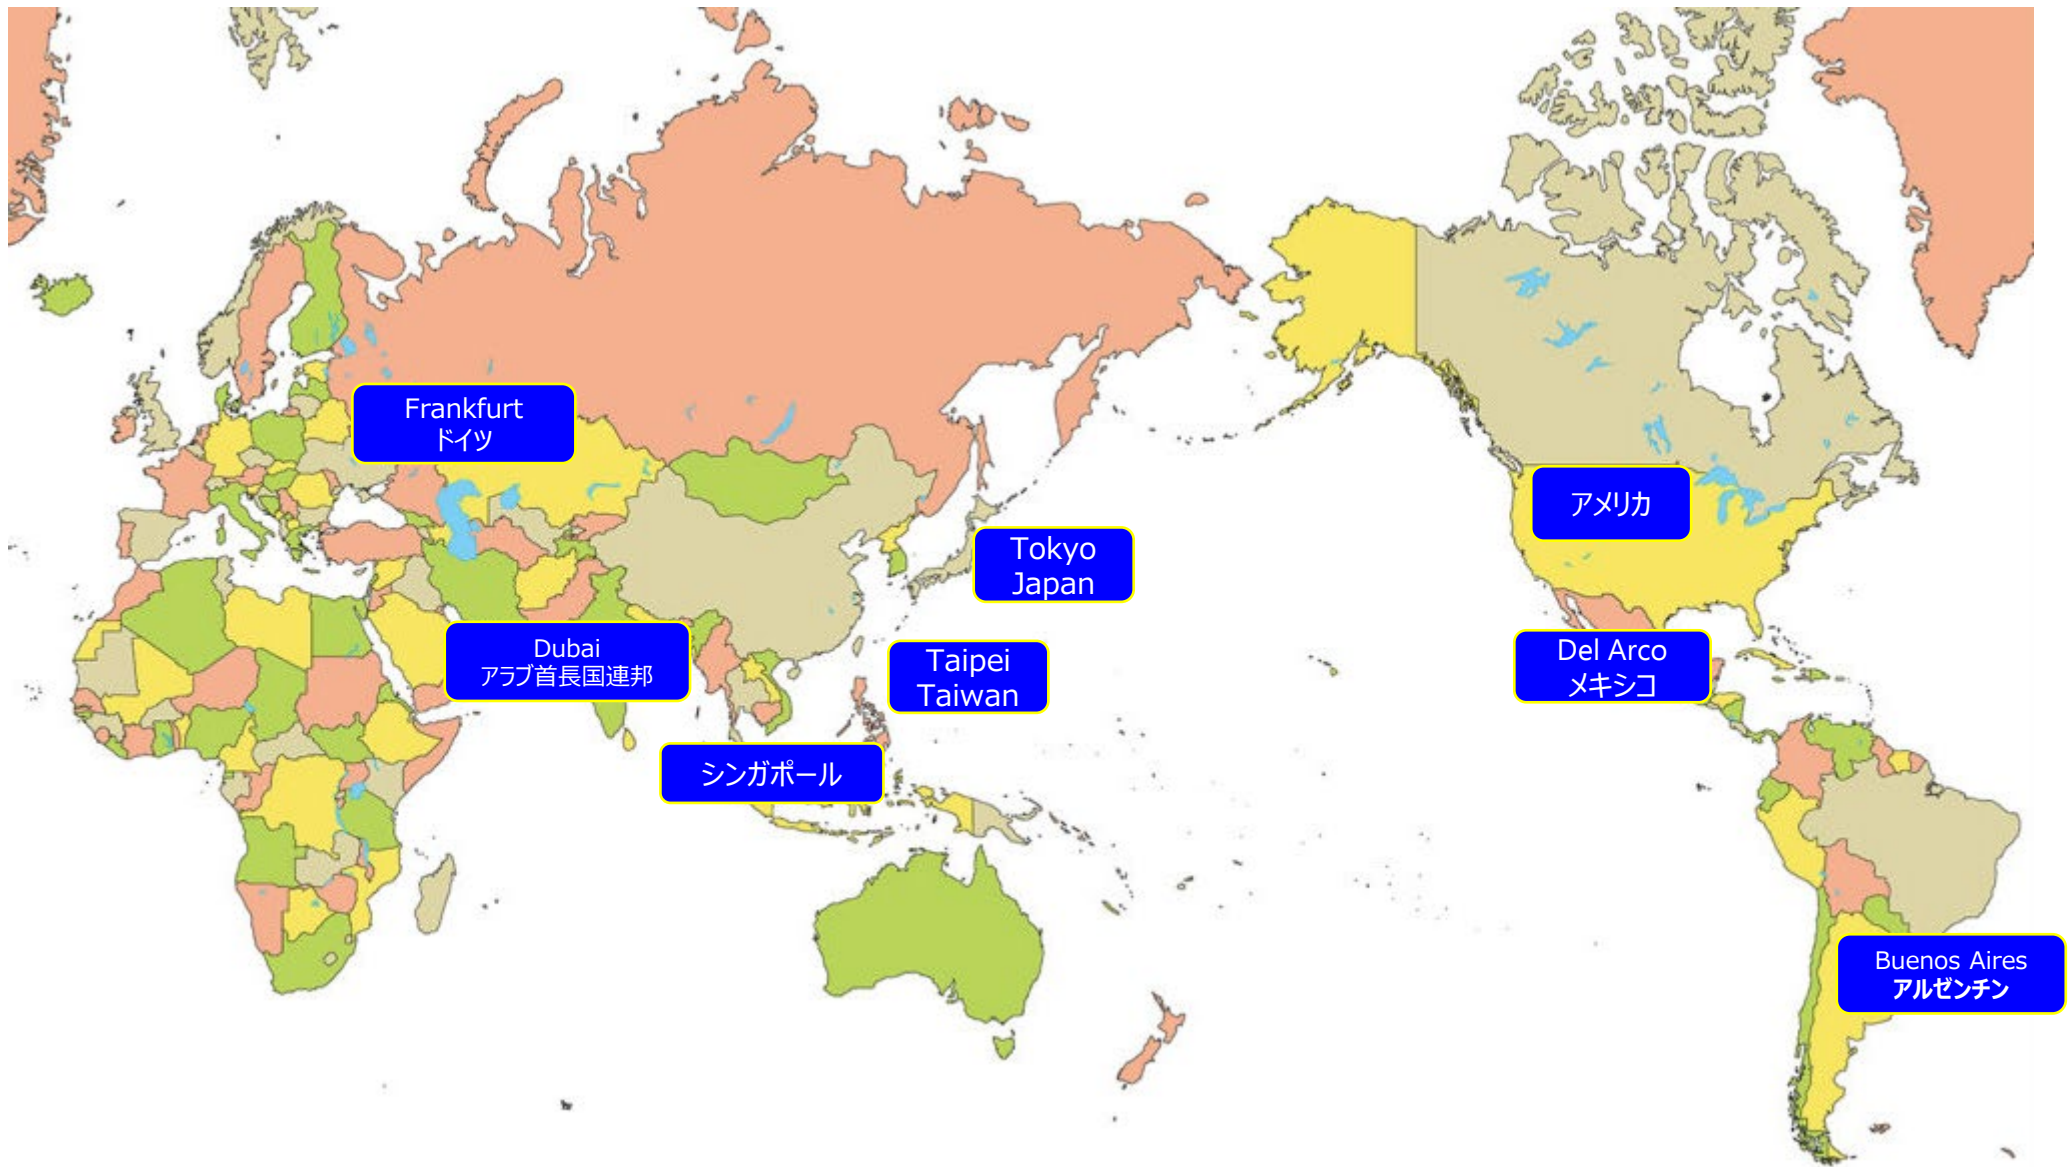 Frankfurt
ドイツ
アメリカ
Tokyo
Japan
Dubai
アラブ首長国連邦
Taipei
Taiwan
Del Arco
メキシコ
シンガポール
Buenos Aires
アルゼンチン